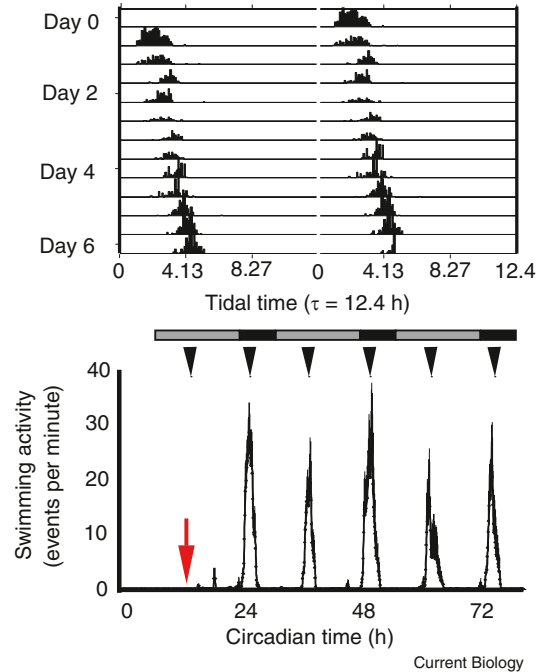 Day 0
Day 2
Day 4
Day 6
0 4.13 8.27 0 4.13 8.27 12.4
Tidal time (τ = 12.4 h)
40
30
20
10
0
Swimming activity
(events per minute)
0 24 48 72
Circadian time (h)
Current Biology